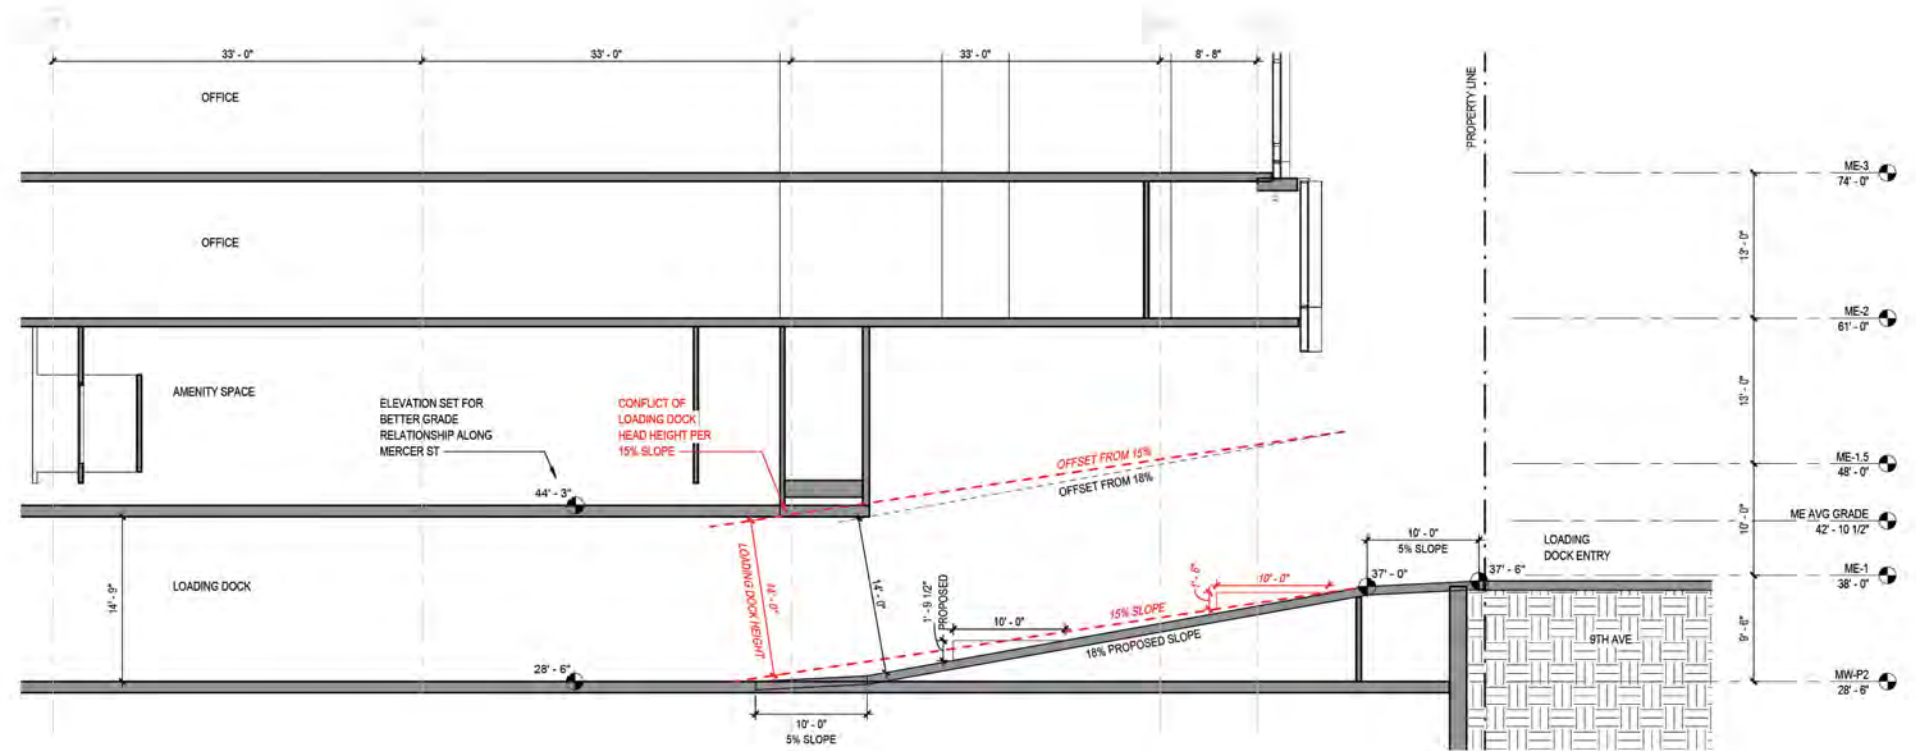 33' - 0"
33' - 0"
33' - 0"
8' - 8"
OFFICE
PROPERTY LINE
ME-3
74' - 0"
OFFICE
13' - 0"
ME-2
61' - 0"
AMENITY SPACE
ELEVATION SET FOR
BETTER GRADE
RELATIONSHIP ALONG
MERCER ST
CONFLICT OF
LOADING DOCK
HEAD HEIGHT PER
15% SLOPE
13' - 0"
OFFSET FROM 15%
OFFSET FROM 18%
ME-1.5
48' - 0"
44' - 3"
10' - 0"
ME AVG GRADE
42' - 10 1/2"
10' - 0"
5% SLOPE
LOADING
DOCK ENTRY
LOADING DOCK
14' - 9"
LOADING DOCK HEIGHT
14' - 0"
14' - 0"
1' - 9 1/2"
PROPOSED
1' - 6"
10' - 0"
37' - 0"
37' - 6"
ME-1
38' - 0"
10' - 0"
15% SLOPE
18% PROPOSED SLOPE
9TH AVE
9' - 6"
28' - 6"
MW-P2
28' - 6"
10' - 0"
5% SLOPE